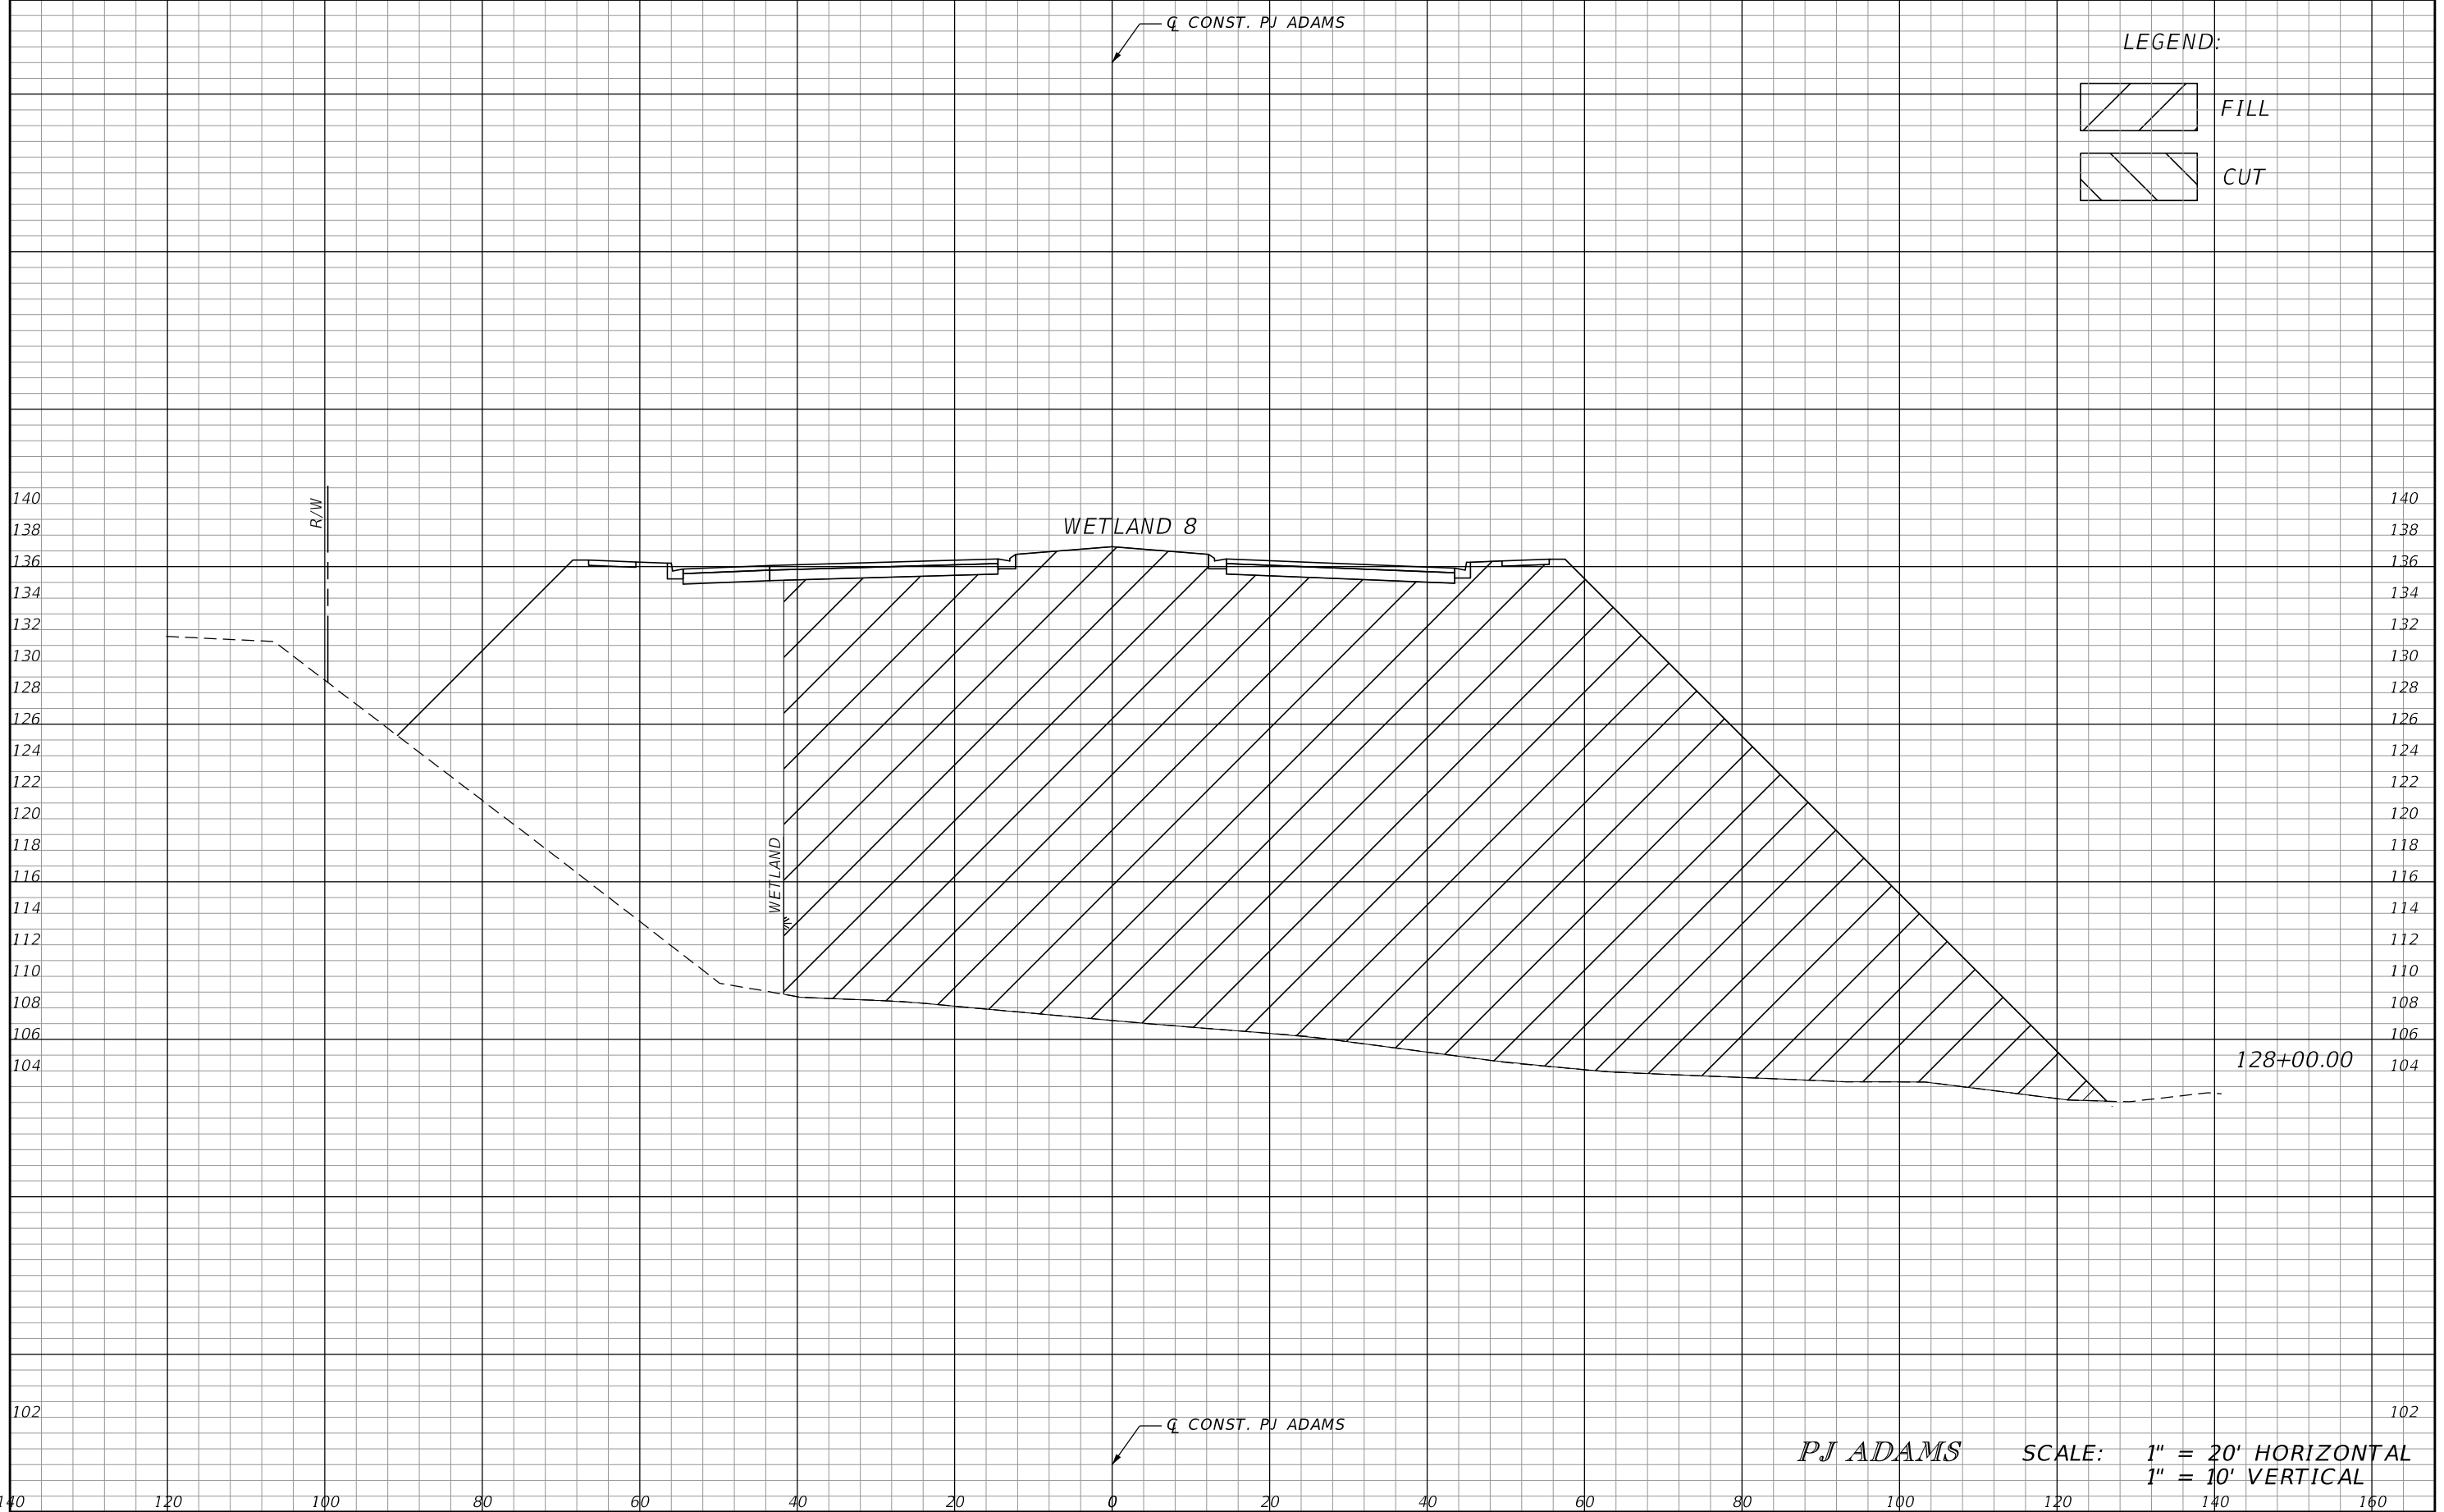 ℄ CONST. PJ ADAMS
LEGEND:
FILL
CUT
R/W
WETLAND 8
140 140
138 138
136 136
134 134
132 132
130 130
128 128
126 126
124 124
122 122
120 120
118 118
116 116
114 114
112 112
110 110
108 108
106 106
104 104
WETLAND
128+00.00
102 102
℄ CONST. PJ ADAMS
PJ ADAMS
SCALE: 1" = 20' HORIZONTAL
1" = 10' VERTICAL
140 120 100 80 60 40 20 0 20 40 60 80 100 120 140 160